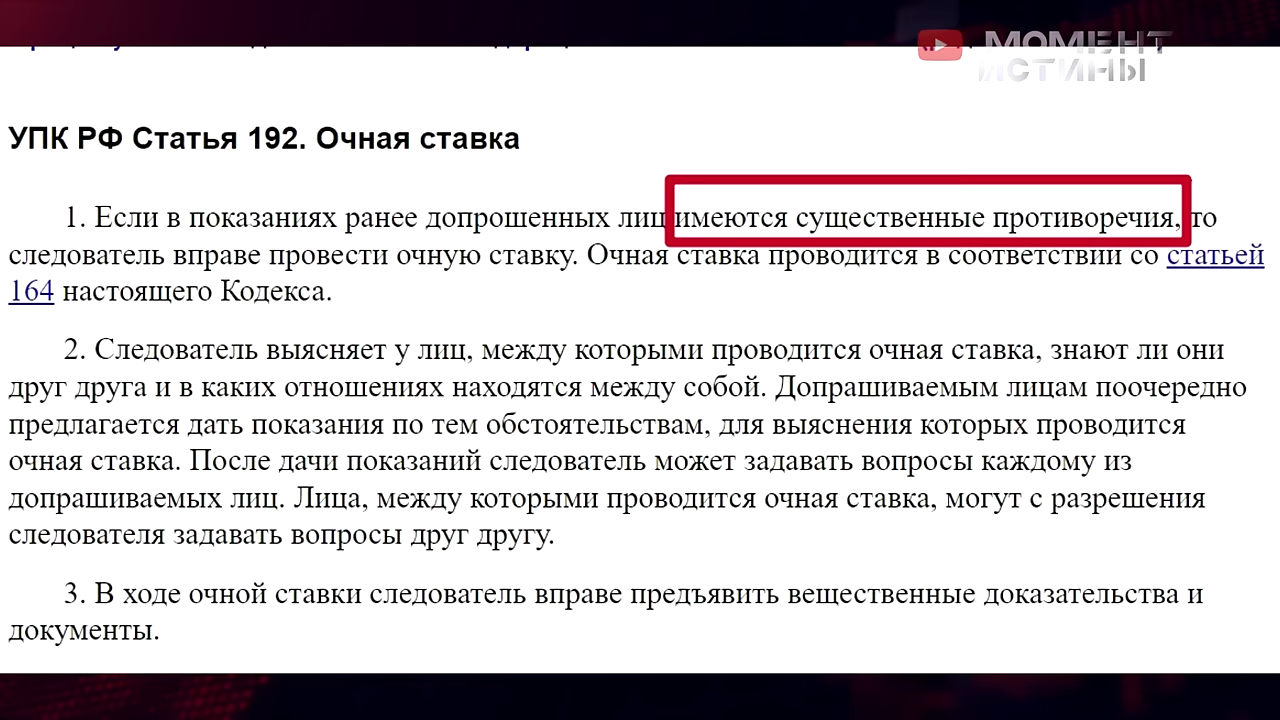 МОМЕНТ
ИСТИНЫ
УПК РФ Статья 192. Очная ставка
1. Если в показаниях ранее допрошенных лиц имеются существенные противоречия, то
следователь вправе провести очную ставку. Очная ставка проводится в соответствии со статьей
164 настоящего Кодекса.
2. Следователь выясняет у лиц, между которыми проводится очная ставка, знают ли они
друг друга и в каких отношениях находятся между собой. Допрашиваемым лицам поочередно
предлагается дать показания по тем обстоятельствам, для выяснения которых проводится
очная ставка. После дачи показаний следователь может задавать вопросы каждому из
допрашиваемых лиц. Лица, между которыми проводится очная ставка, могут с разрешения
следователя задавать вопросы друг другу.
3. В ходе очной ставки следователь вправе предъявить вещественные доказательства и
документы.